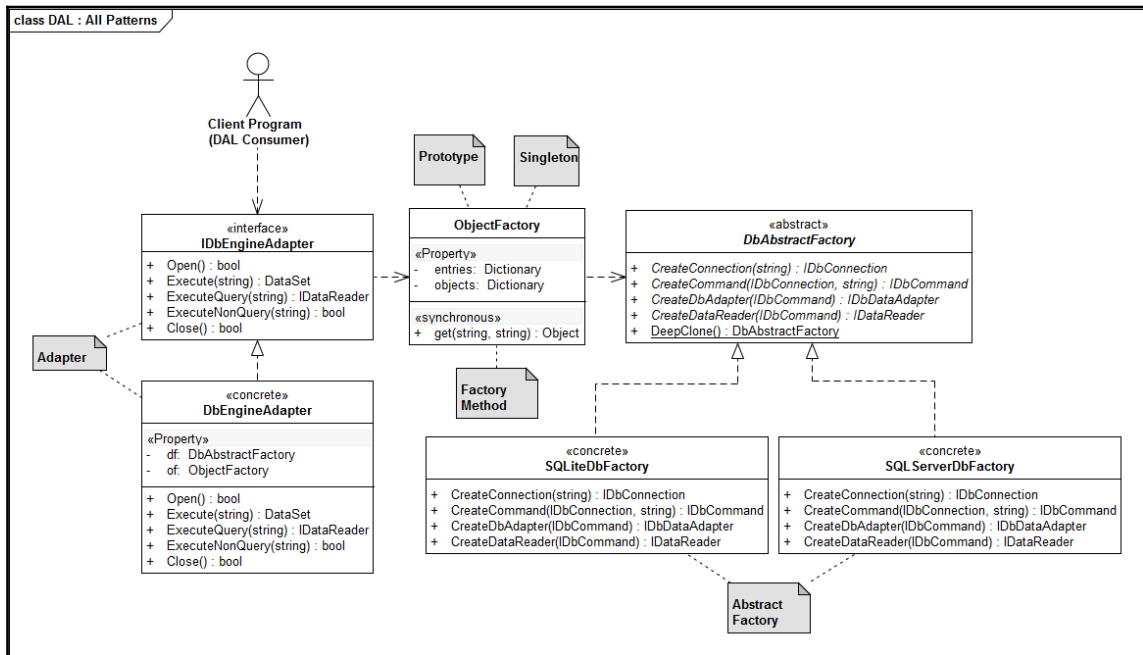 class DAL : All Patterns
Client Program
(DAL Consumer)
Prototype
Singleton
«interface»
IDbEngineAdapter
+ Open() : bool
+ Execute(string) : DataSet
+ ExecuteQuery(string) : IDataReader
+ ExecuteNonQuery(string) : bool
+ Close() : bool
ObjectFactory
«Property»
- entries: Dictionary
- objects: Dictionary
«synchronous»
+ get(string, string) : Object
«abstract»
DbAbstractFactory
+ CreateConnection(string) : IDbConnection
+ CreateCommand(IDbConnection, string) : IDbCommand
+ CreateDbAdapter(IDbCommand) : IDbDataAdapter
+ CreateDataReader(IDbCommand) : IDataReader
+ DeepClone() : DbAbstractFactory
Adapter
Factory
Method
«concrete»
DbEngineAdapter
«Property»
- df: DbAbstractFactory
- of: ObjectFactory
+ Open() : bool
+ Execute(string) : DataSet
+ ExecuteQuery(string) : IDataReader
+ ExecuteNonQuery(string) : bool
+ Close() : bool
«concrete»
SQLiteDbFactory
+ CreateConnection(string) : IDbConnection
+ CreateCommand(IDbConnection, string) : IDbCommand
+ CreateDbAdapter(IDbCommand) : IDbDataAdapter
+ CreateDataReader(IDbCommand) : IDataReader
«concrete»
SQLServerDbFactory
+ CreateConnection(string) : IDbConnection
+ CreateCommand(IDbConnection, string) : IDbCommand
+ CreateDbAdapter(IDbCommand) : IDbDataAdapter
+ CreateDataReader(IDbCommand) : IDataReader
Abstract
Factory